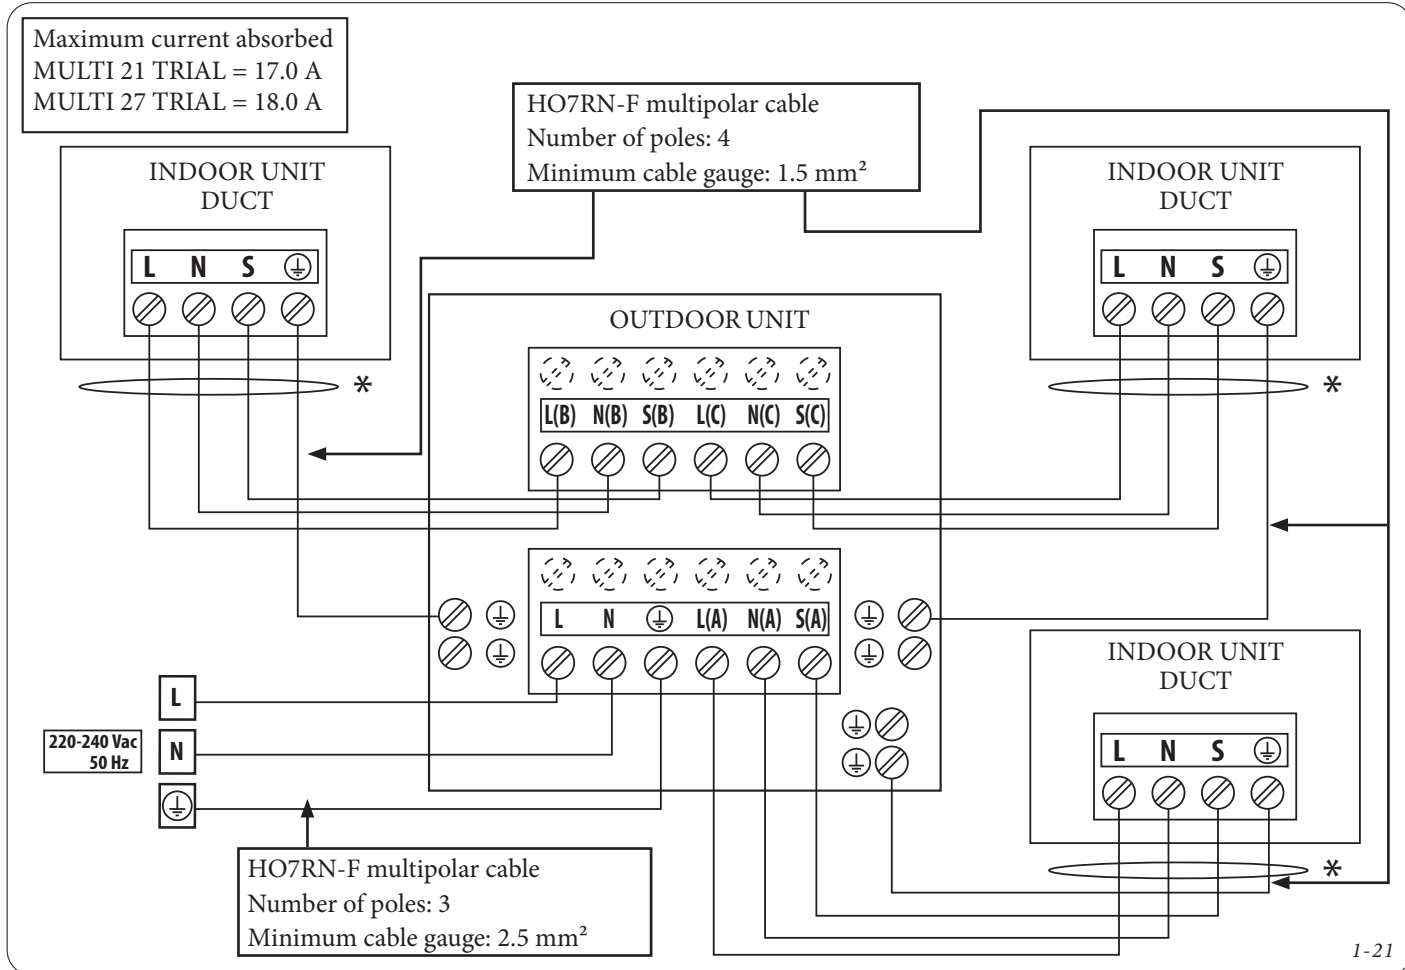 Maximum current absorbed
MULTI 21 TRIAL = 17.0 A
MULTI 27 TRIAL = 18.0 A
HO7RN-F multipolar cable
Number of poles: 4
Minimum cable gauge: 1.5 mm²
INDOOR UNIT
DUCT
L N S
*
INDOOR UNIT
DUCT
L N S
*
OUTDOOR UNIT
L(B) N(B) S(B) L(C) N(C) S(C)
L N L(A) N(A) S(A)
L
220-240 Vac
50 Hz
N
INDOOR UNIT
DUCT
L N S
*
HO7RN-F multipolar cable
Number of poles: 3
Minimum cable gauge: 2.5 mm²
1-21